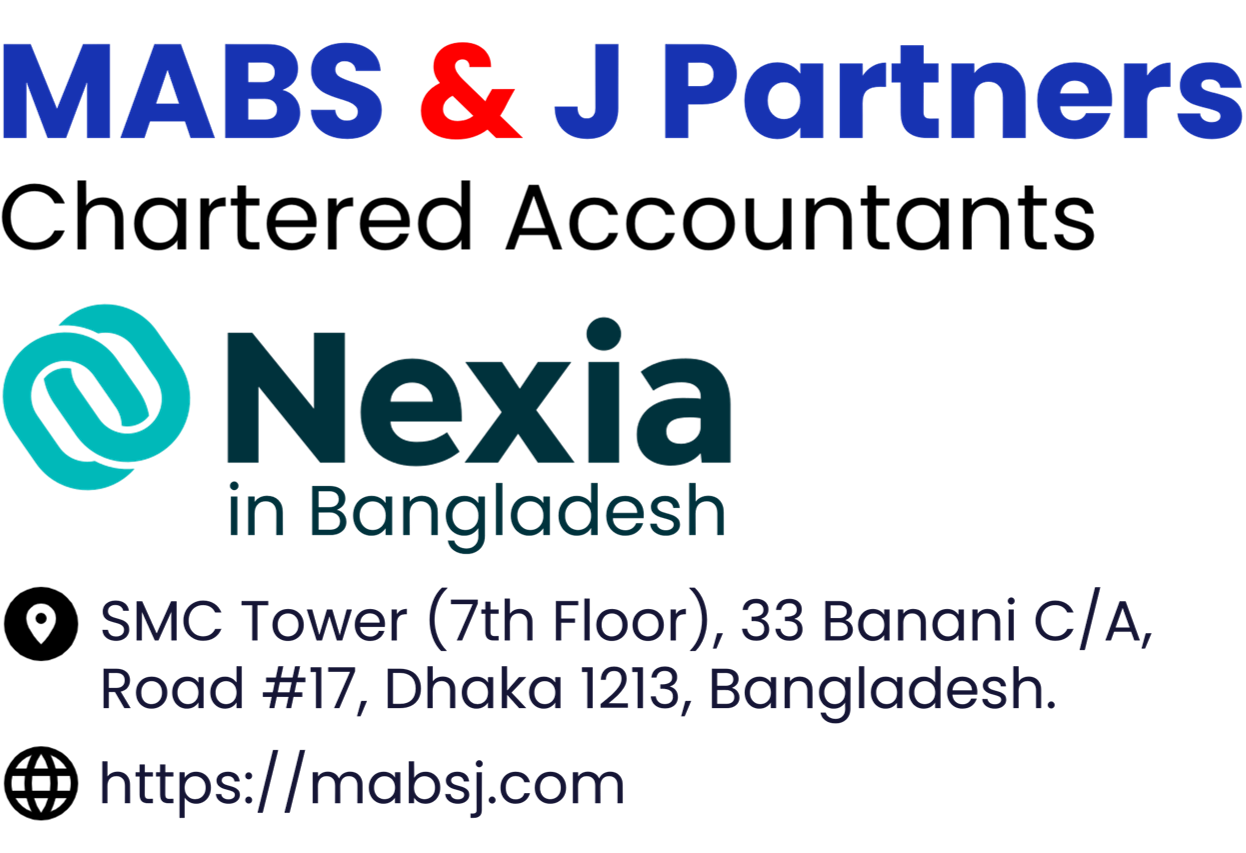 MABS & J Partners
Chartered Accountants
Nexia
in Bangladesh
SMC Tower (7th Floor), 33 Banani C/A,
Road #17, Dhaka 1213, Bangladesh.
https://mabsj.com